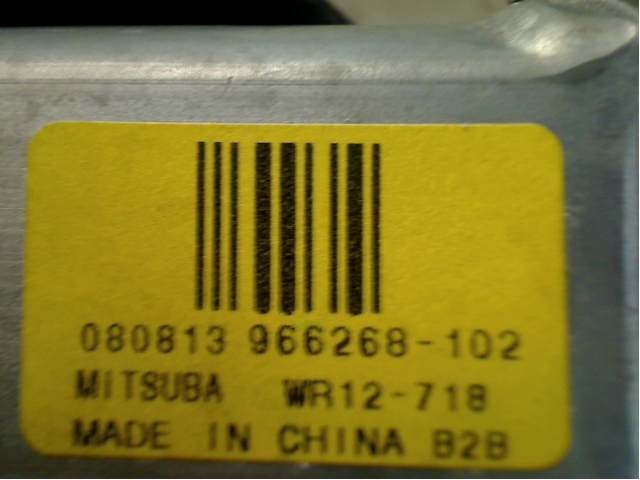 080813 966268-102
MITSUBA WR12-718
MADE IN CHINA B2B